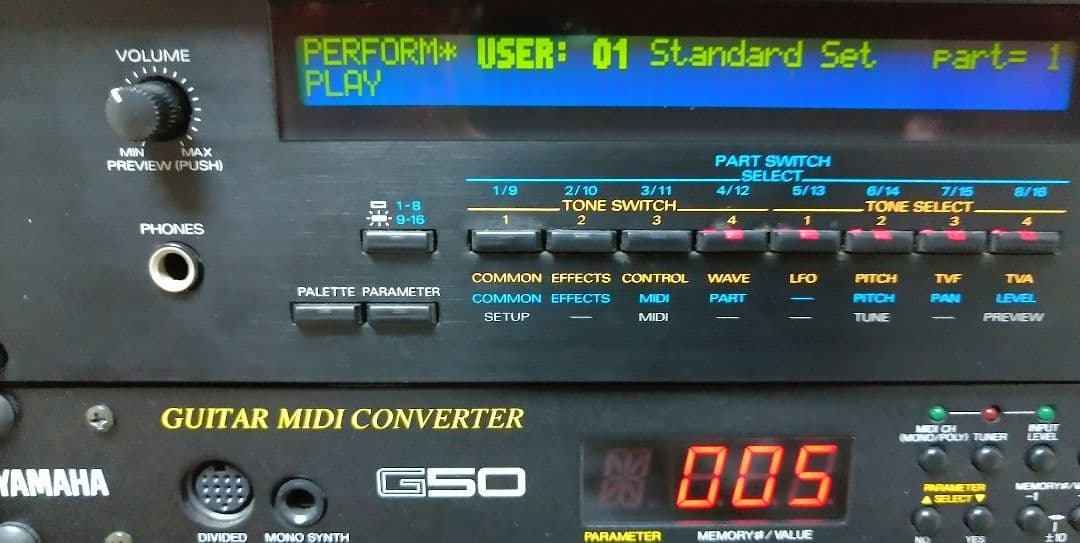 PERFORM* USER: 01 Standard Set part= 1
PLAY
VOLUME
MIN MAX
PREVIEW (PUSH)
PHONES
PART SWITCH
SELECT
1/9 2/10 3/11 4/12 5/13 6/14 7/15 8/16
TONE SWITCH TONE SELECT
1 2 3 4 1 2 3 4
1-8
9-16
COMMON EFFECTS CONTROL WAVE LFO PITCH TVF TVA
COMMON EFFECTS MIDI PART — PITCH PAN LEVEL
SETUP — MIDI — — TUNE — PREVIEW
PALETTE PARAMETER
GUITAR MIDI CONVERTER
YAMAHA
G50
005
DIVIDED MONO SYNTH
PARAMETER MEMORY#/VALUE
MIDI CH
(MONO/POLY) TUNER
INPUT
LEVEL
PARAMETER
▲ SELECT ▼
MEMORY#/V
-1
±10
NO YES